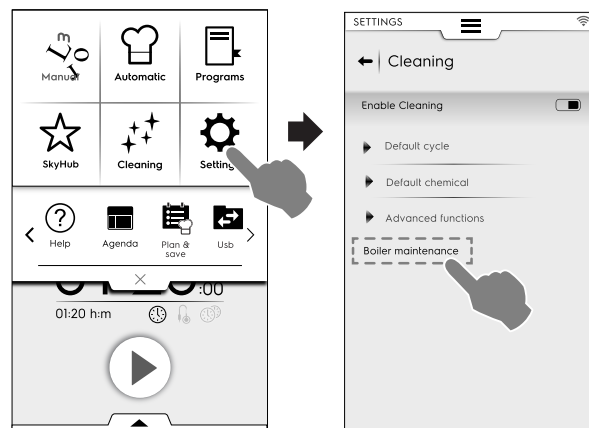 Manual
Automatic
Programs
SkyHub
Cleaning
Setting
Help
Agenda
Plan &
save
Usb
:00
01:20 h:m
SETTINGS
Cleaning
Enable Cleaning
Default cycle
Default chemical
Advanced functions
Boiler maintenance